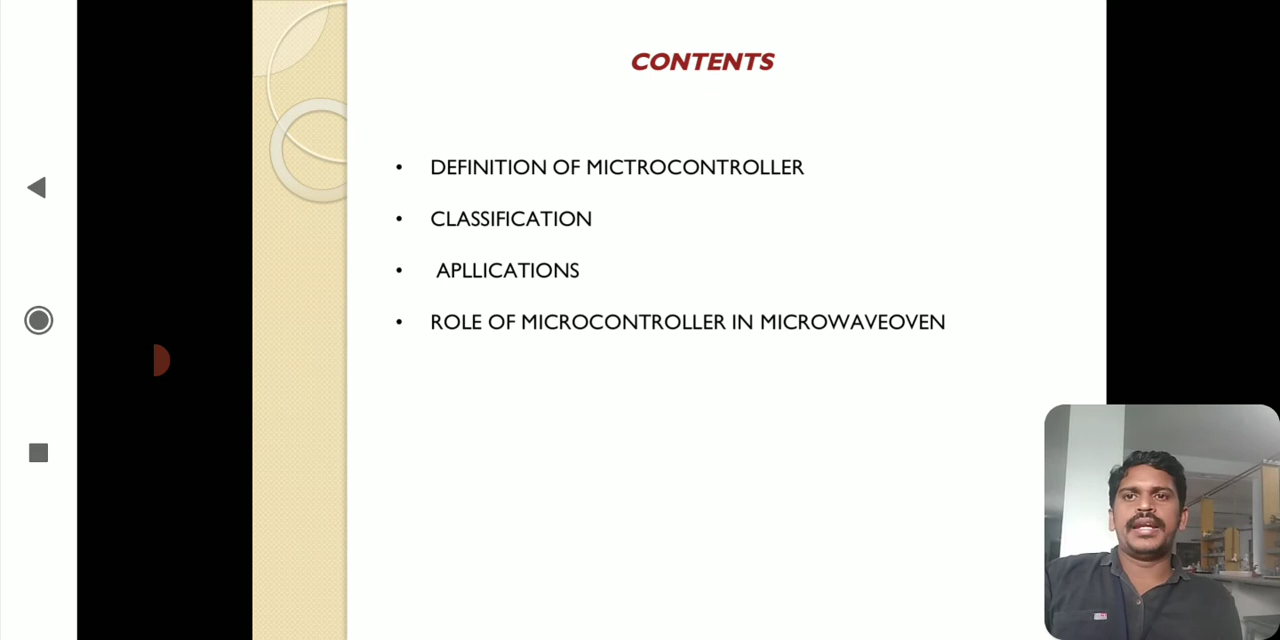 CONTENTS
• DEFINITION OF MICTROCONTROLLER
• CLASSIFICATION
• APLLICATIONS
• ROLE OF MICROCONTROLLER IN MICROWAVEOVEN